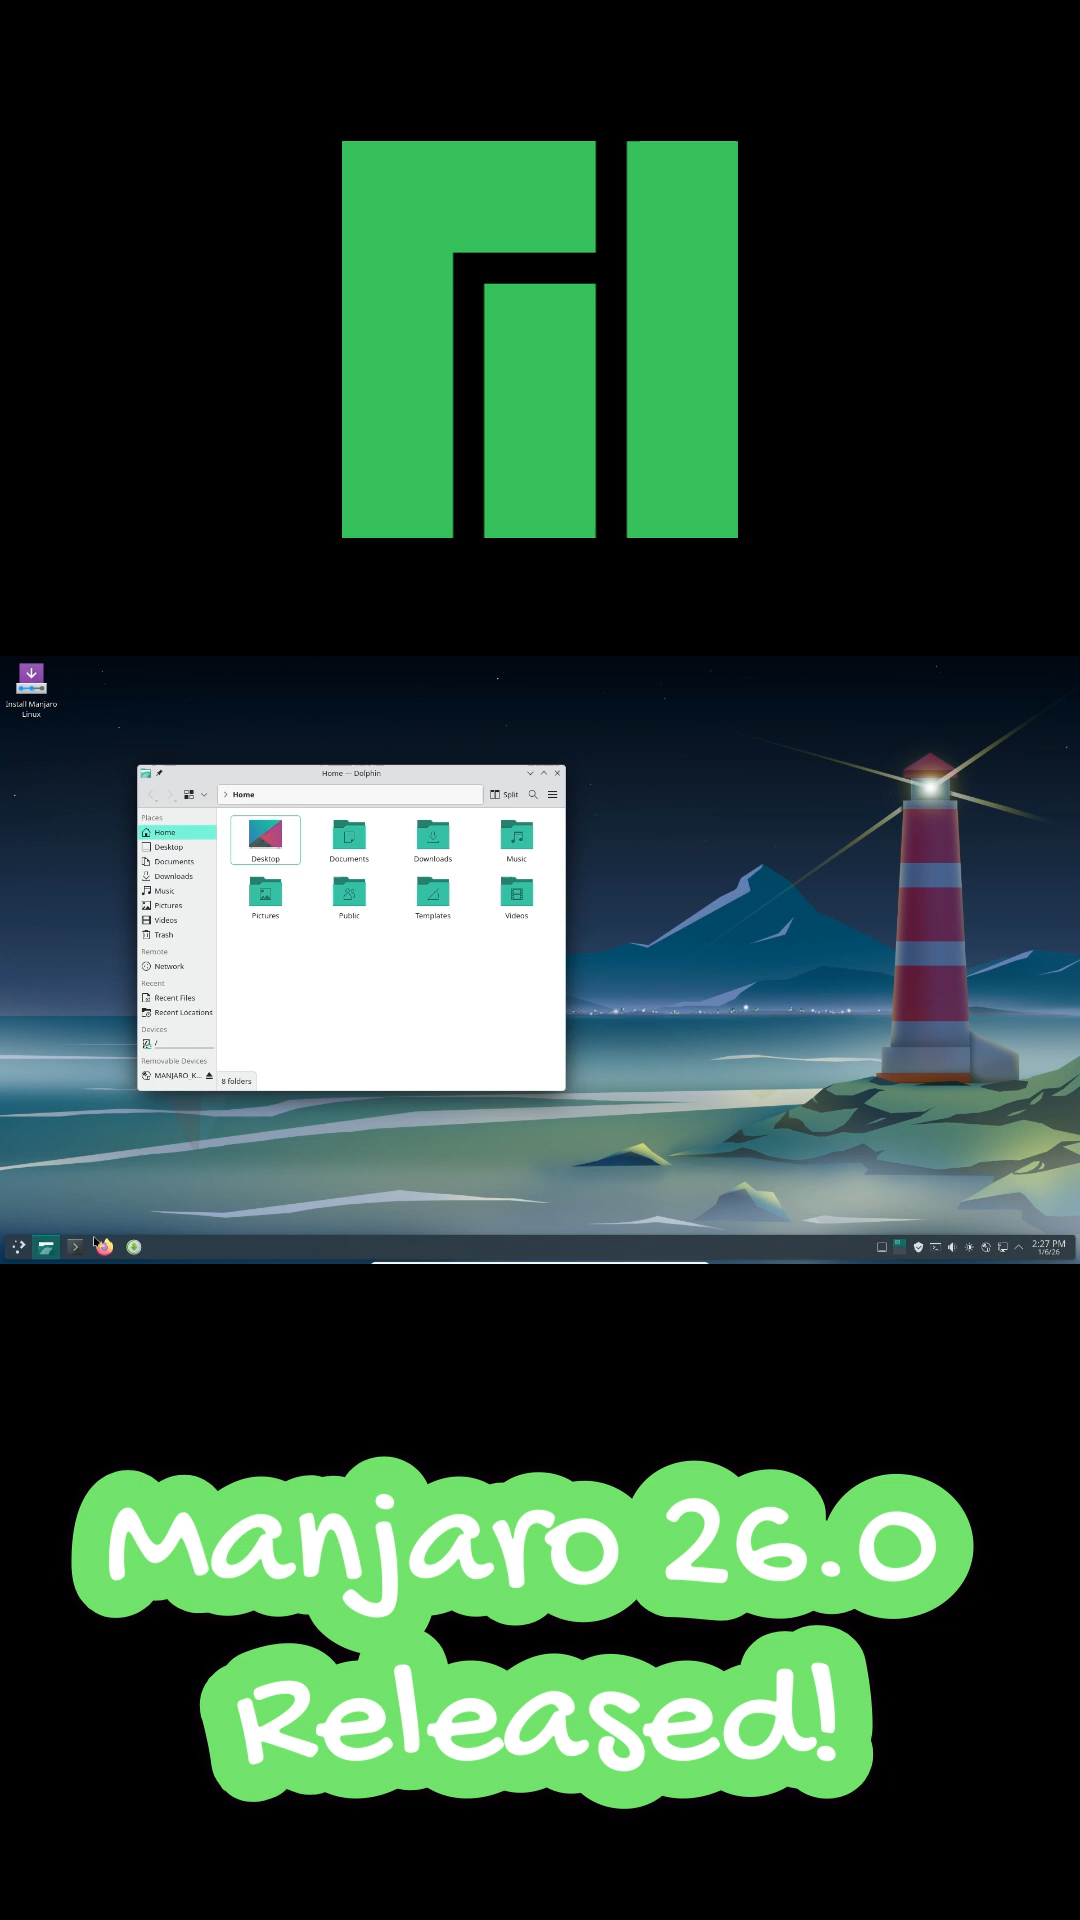 Install Manjaro
Linux
Home — Dolphin
Home
Split
Places
Home
Desktop
Documents
Downloads
Music
Pictures
Videos
Trash
Remote
Network
Recent
Recent Files
Recent Locations
Devices
/
Removable Devices
MANJARO_K...
Desktop
Documents
Downloads
Music
Pictures
Public
Templates
Videos
8 folders
2:27 PM
1/6/26
Manjaro 26.0
Released!